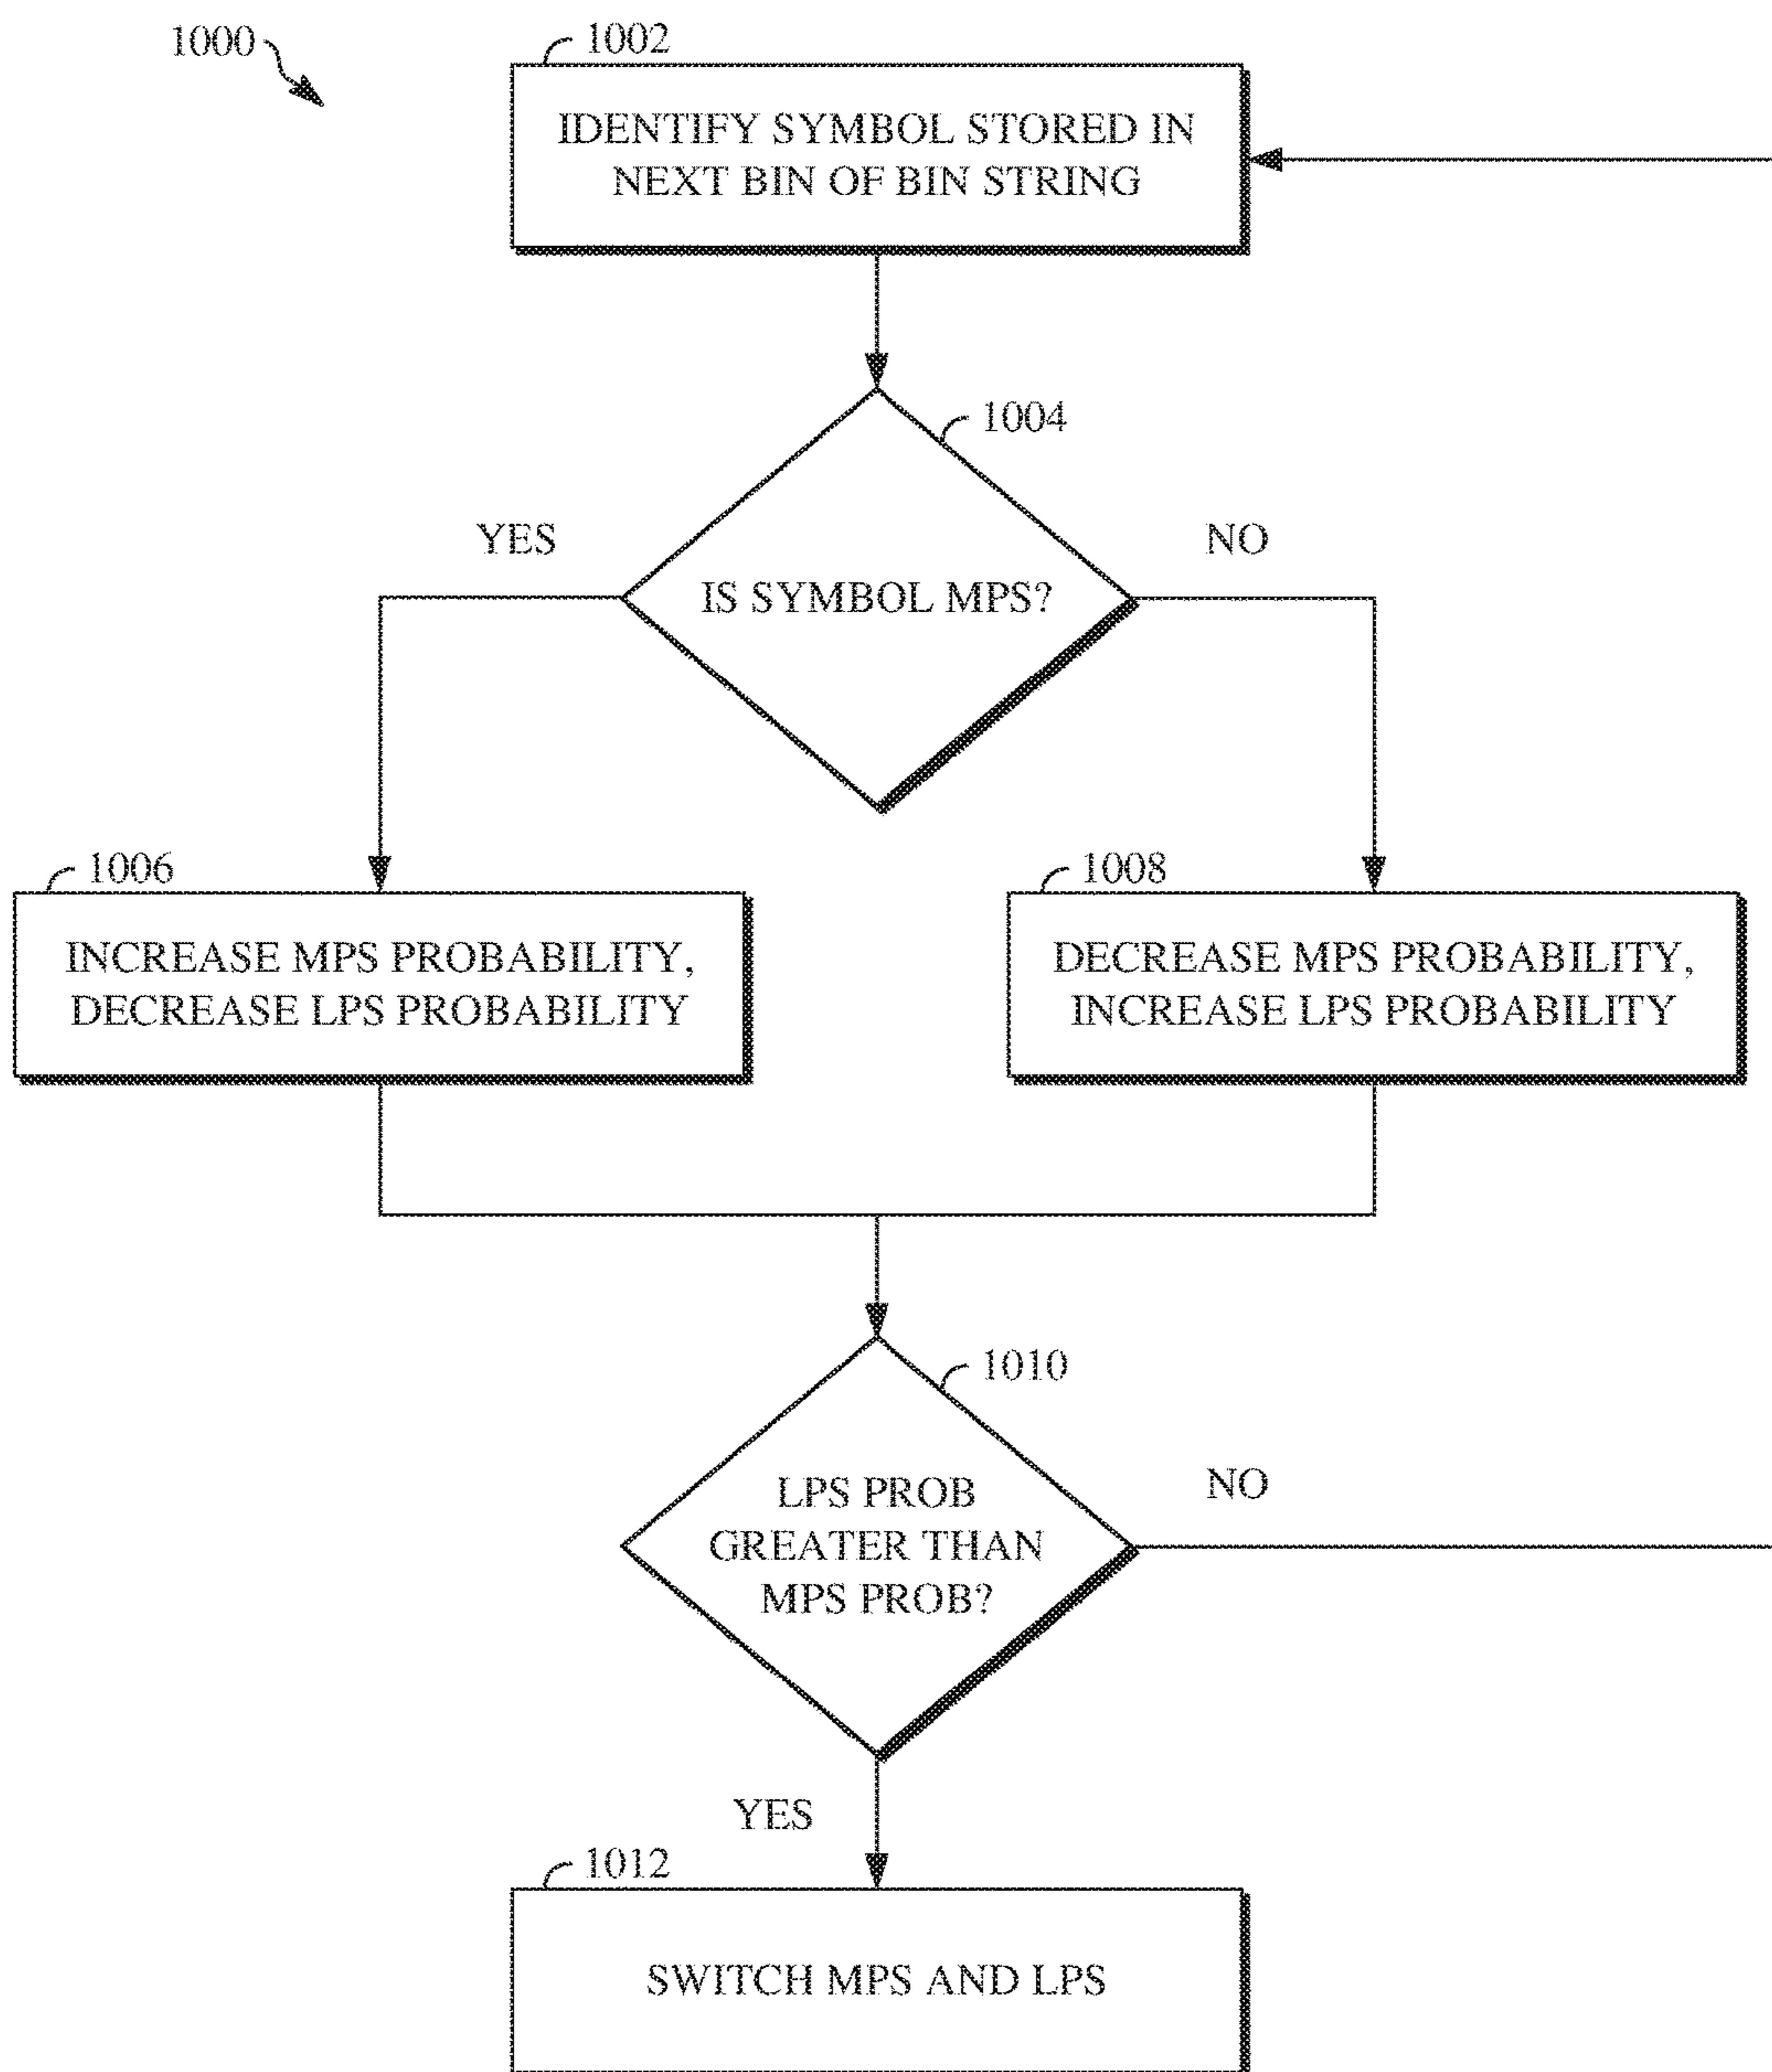 1000
1002
IDENTIFY SYMBOL STORED IN
NEXT BIN OF BIN STRING
1004
YES
NO
IS SYMBOL MPS?
1006
1008
INCREASE MPS PROBABILITY,
DECREASE LPS PROBABILITY
DECREASE MPS PROBABILITY,
INCREASE LPS PROBABILITY
1010
LPS PROB
GREATER THAN
MPS PROB?
NO
YES
1012
SWITCH MPS AND LPS